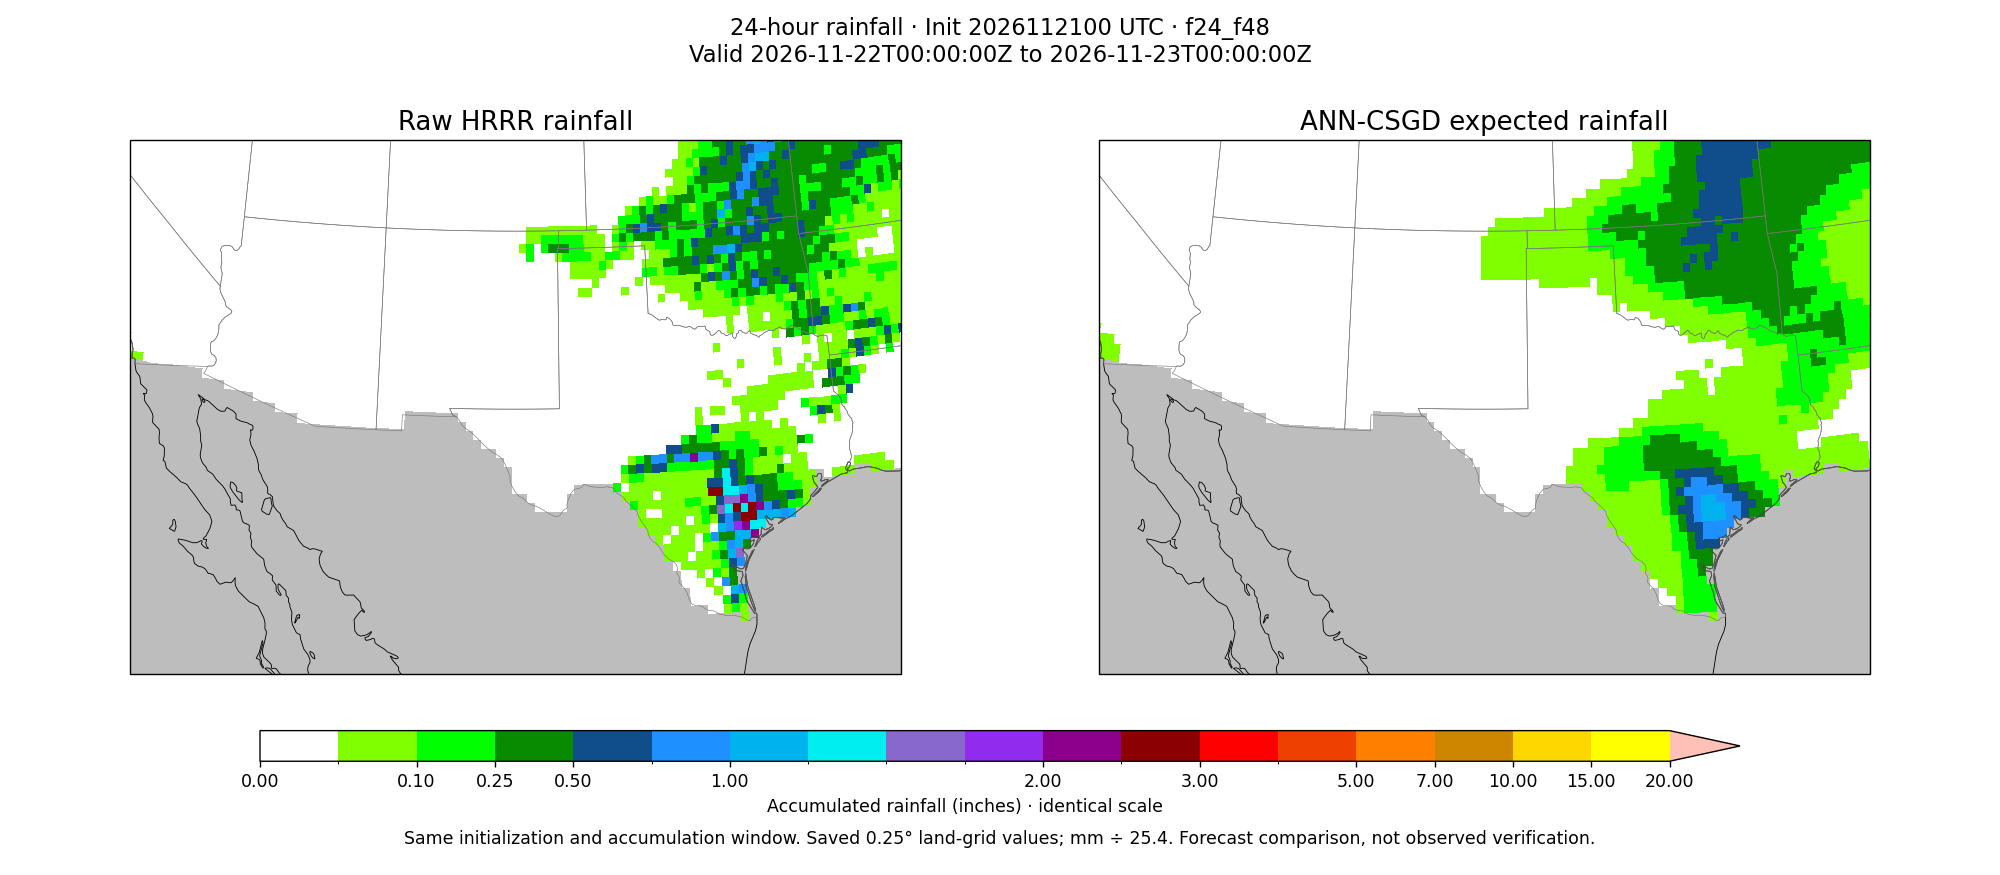 24-hour rainfall · Init 2026112100 UTC · f24_f48
Valid 2026-11-22T00:00:00Z to 2026-11-23T00:00:00Z
Raw HRRR rainfall
ANN-CSGD expected rainfall
0.00 0.10 0.25 0.50 1.00 2.00 3.00 5.00 7.00 10.00 15.00 20.00
Accumulated rainfall (inches) · identical scale
Same initialization and accumulation window. Saved 0.25° land-grid values; mm ÷ 25.4. Forecast comparison, not observed verification.